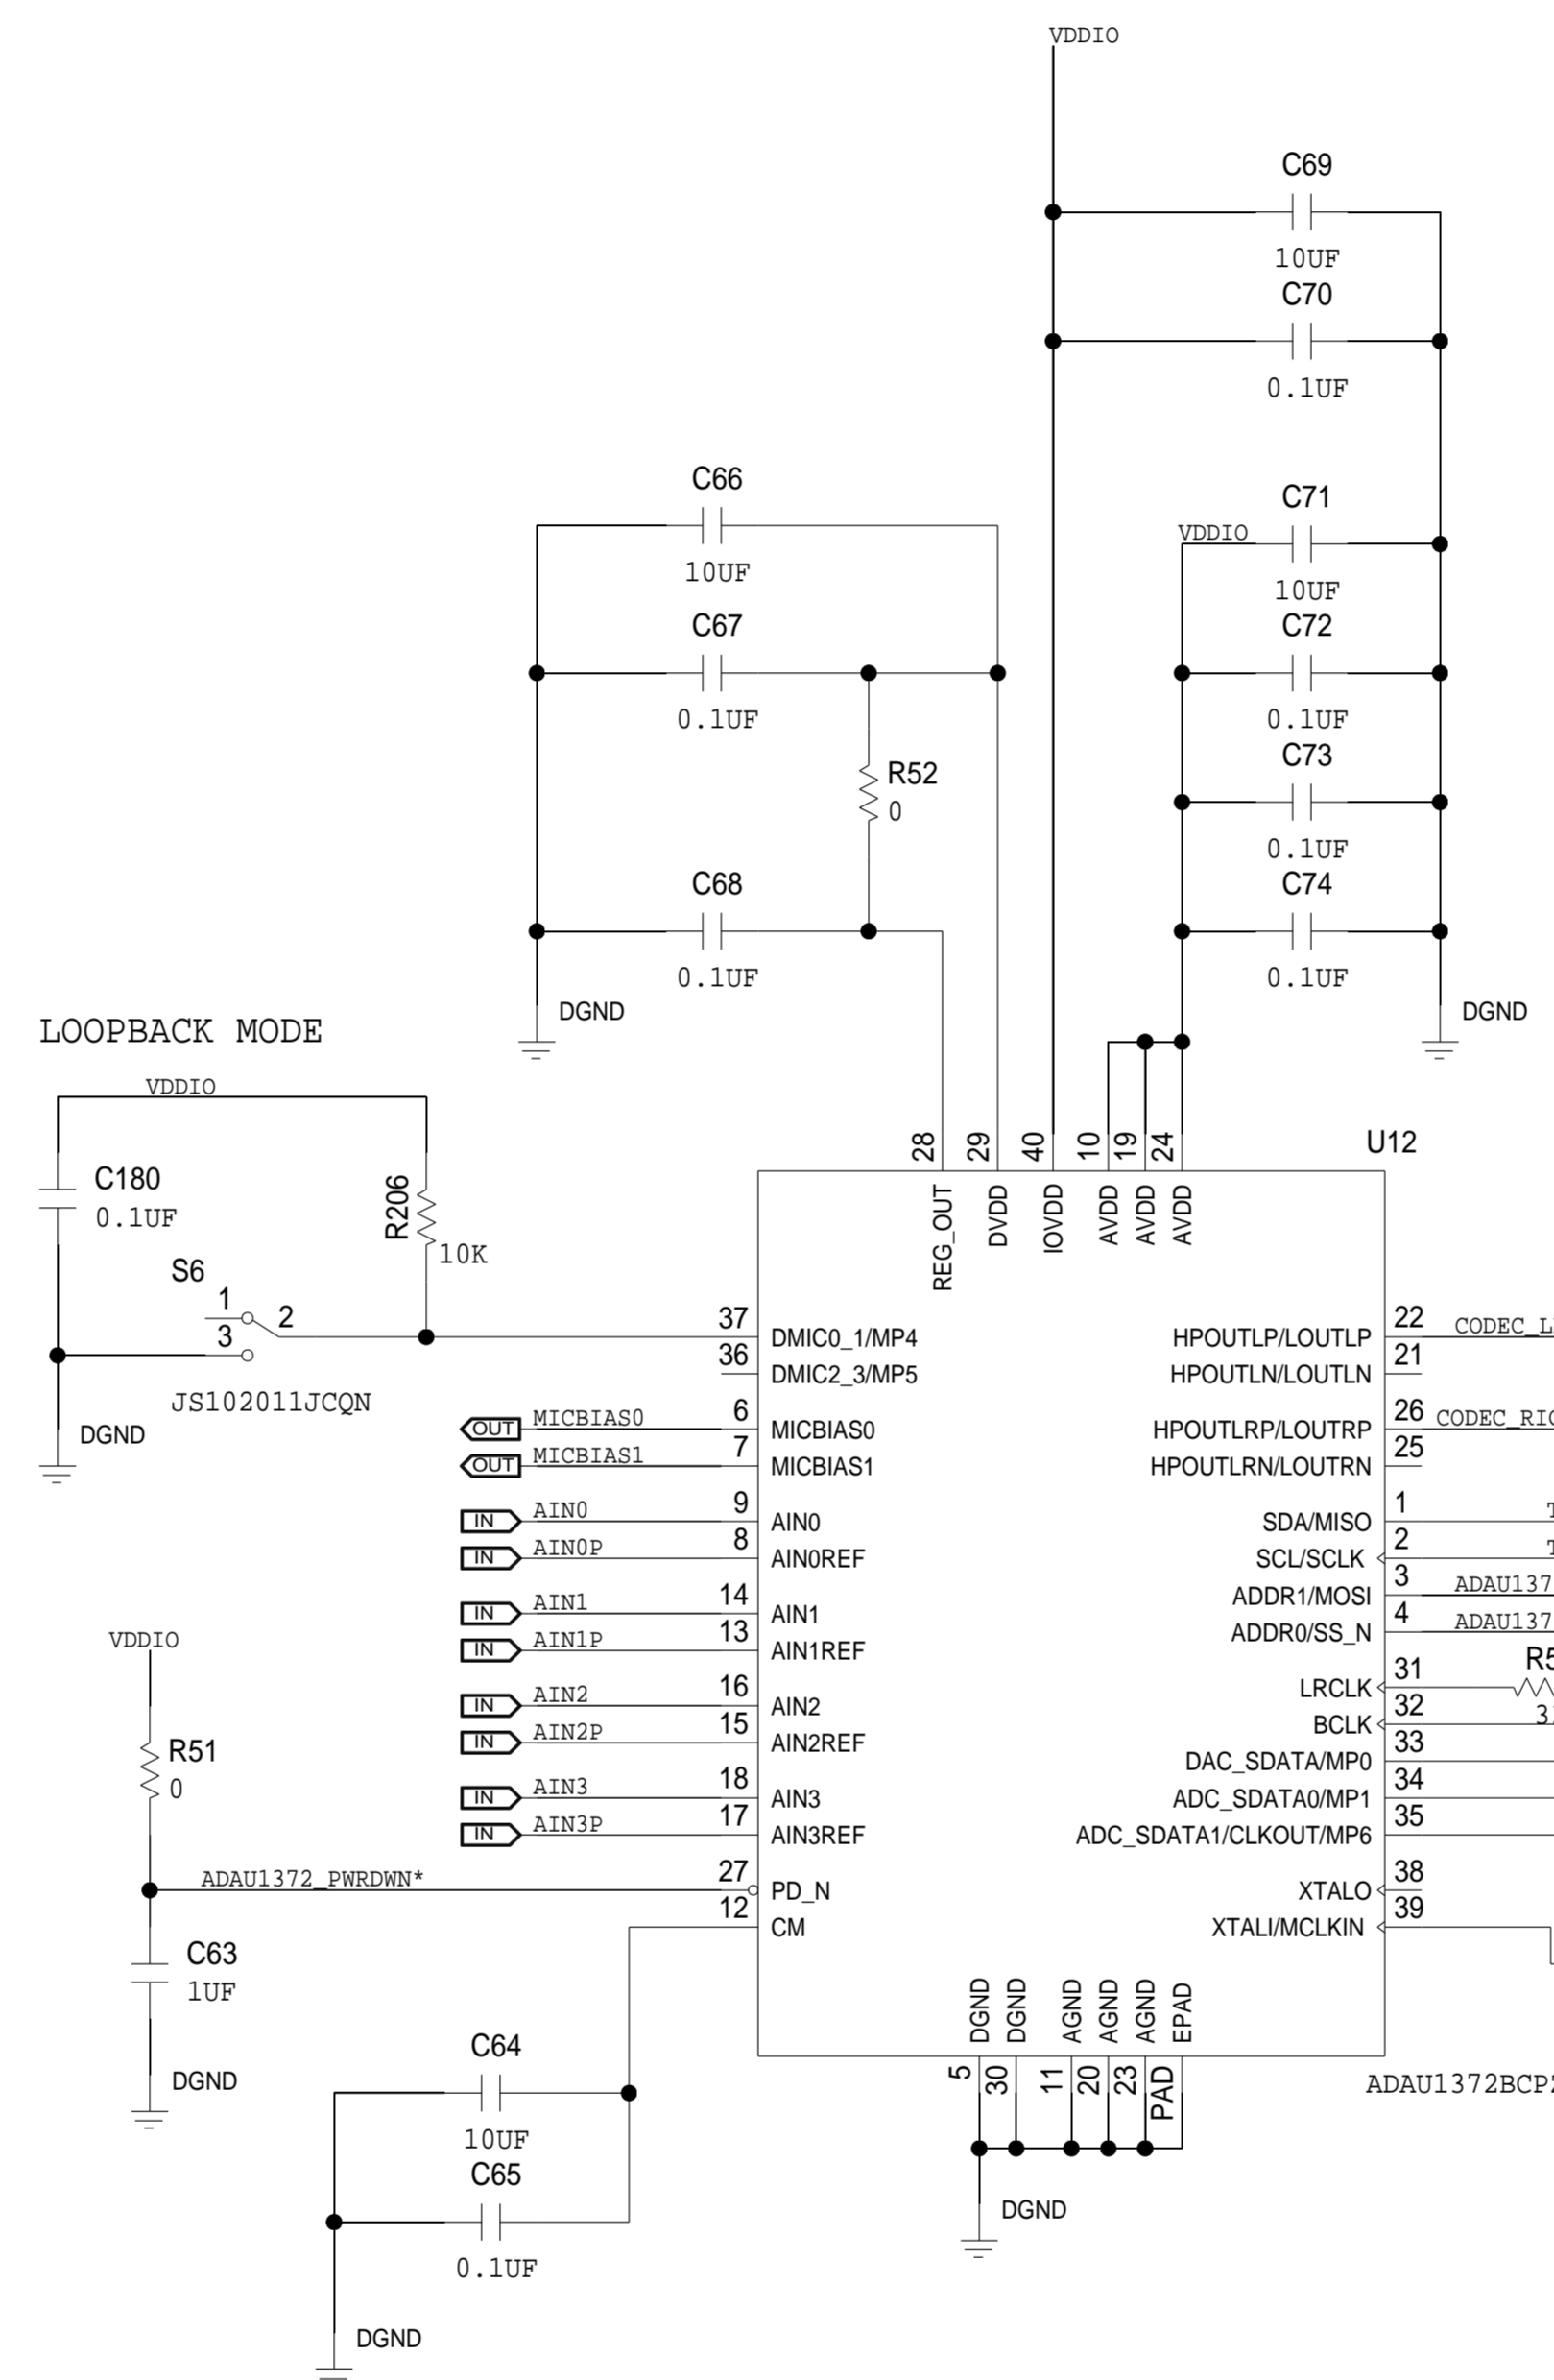 VDDIO
C69
10UF
C70
0.1UF
C66
10UF
C71
VDDIO
10UF
C67
0.1UF
C72
0.1UF
R52
0
C73
0.1UF
C68
0.1UF
C74
0.1UF
DGND
DGND
LOOPBACK MODE
VDDIO
C180
0.1UF
R206
10K
S6
1
2
3
JS102011JCQN
DGND
U12
28
29
40
10
19
24
REG_OUT
DVDD
IOVDD
AVDD
AVDD
AVDD
37 DMIC0_1/MP4
36 DMIC2_3/MP5
OUT MICBIAS0 6 MICBIAS0
OUT MICBIAS1 7 MICBIAS1
IN AIN0 9 AIN0
IN AIN0P 8 AIN0REF
IN AIN1 14 AIN1
IN AIN1P 13 AIN1REF
IN AIN2 16 AIN2
IN AIN2P 15 AIN2REF
IN AIN3 18 AIN3
IN AIN3P 17 AIN3REF
ADAU1372_PWRDWN* 27 PD_N
12 CM
HPOUTLP/LOUTLP 22 CODEC_L
HPOUTLN/LOUTLN 21
HPOUTLRP/LOUTRP 26 CODEC_RI
HPOUTLRN/LOUTRN 25
SDA/MISO 1
SCL/SCLK 2
ADDR1/MOSI 3 ADAU137
ADDR0/SS_N 4 ADAU137
LRCLK 31 R5
BCLK 32 3
DAC_SDATA/MP0 33
ADC_SDATA0/MP1 34
ADC_SDATA1/CLKOUT/MP6 35
XTALO 38
XTALI/MCLKIN 39
VDDIO
R51
0
C63
1UF
DGND
C64
10UF
C65
0.1UF
DGND
DGND
DGND
AGND
AGND
AGND
EPAD
5
30
11
20
23
PAD
DGND
ADAU1372BCP